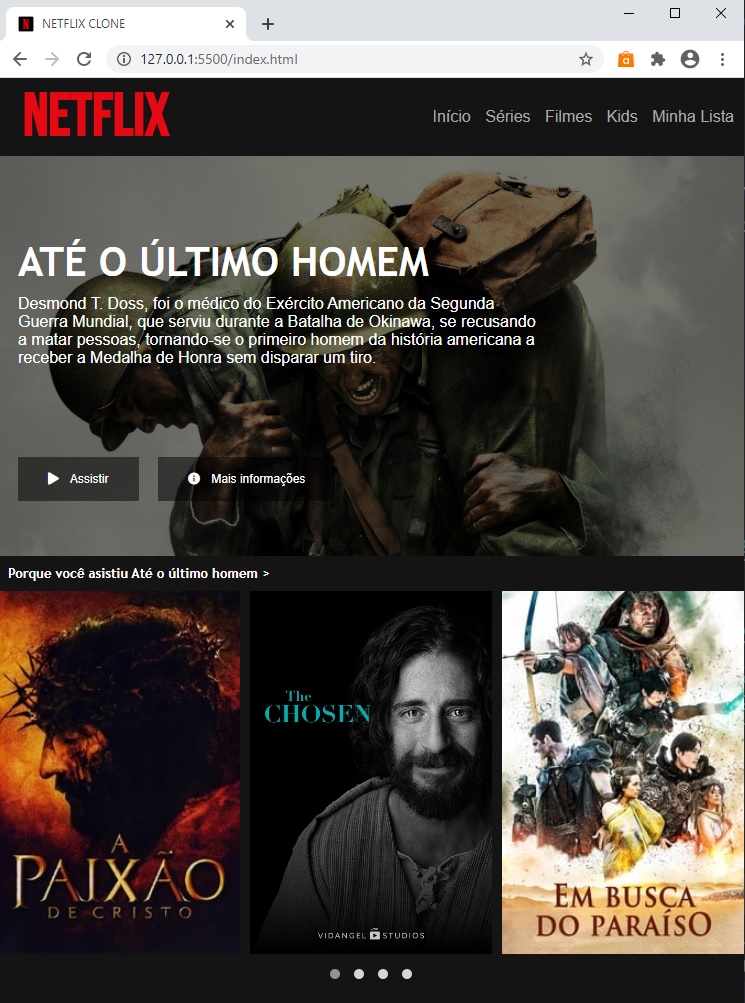 NETFLIX CLONE
127.0.0.1:5500/index.html
NETFLIX
Início Séries Filmes Kids Minha Lista
ATÉ O ÚLTIMO HOMEM
Desmond T. Doss, foi o médico do Exército Americano da Segunda
Guerra Mundial, que serviu durante a Batalha de Okinawa, se recusando
a matar pessoas, tornando-se o primeiro homem da história americana a
receber a Medalha de Honra sem disparar um tiro.
Assistir
Mais informações
Porque você asistiu Até o último homem >
A
PAIXÃO
DE CRISTO
The
CHOSEN
VIDANGEL STUDIOS
EM BUSCA
DO PARAÍSO